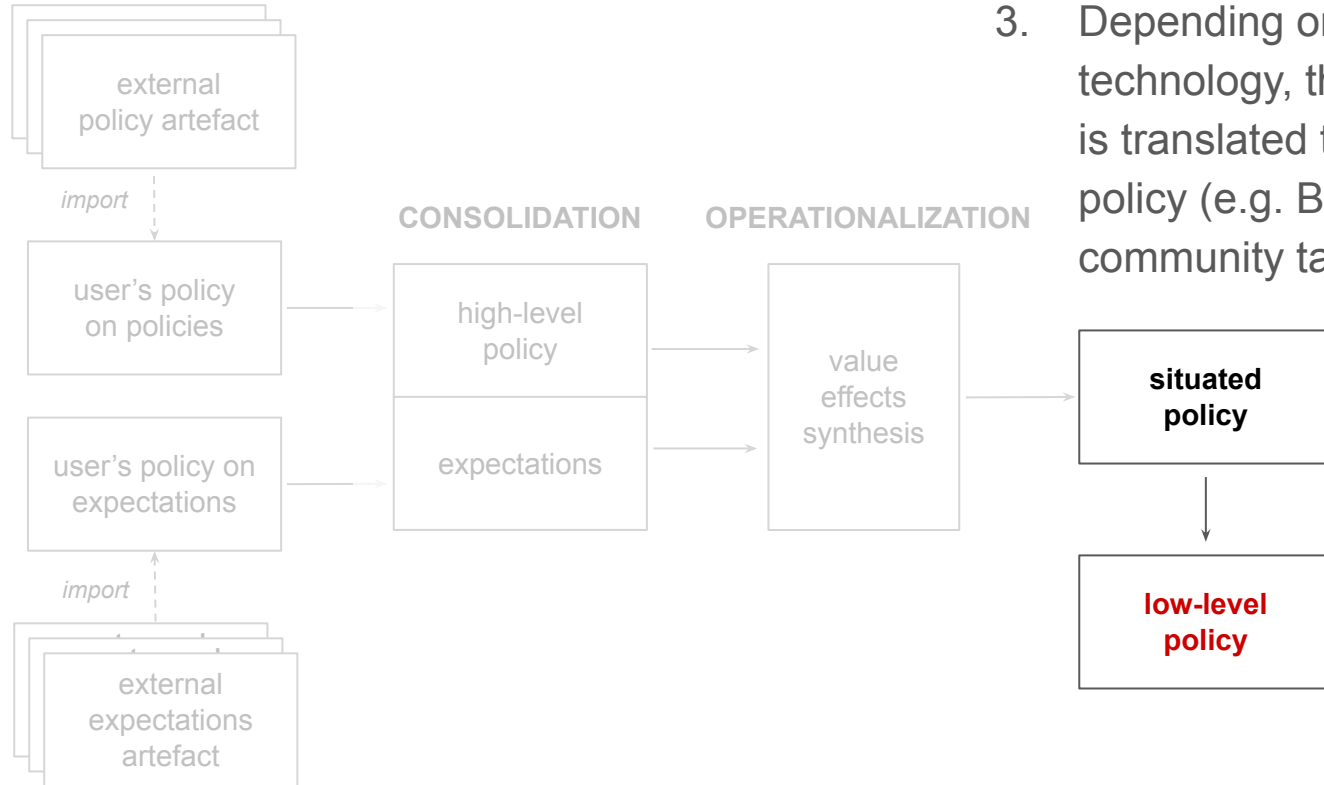 external
policy artefact
import
user's policy
on policies
user's policy on
expectations
import
external
expectations
artefact
CONSOLIDATION
high-level
policy
expectations
OPERATIONALIZATION
value
effects
synthesis
3. Depending
technology,
is translated
policy (e.g.
community
situated
policy
low-level
policy